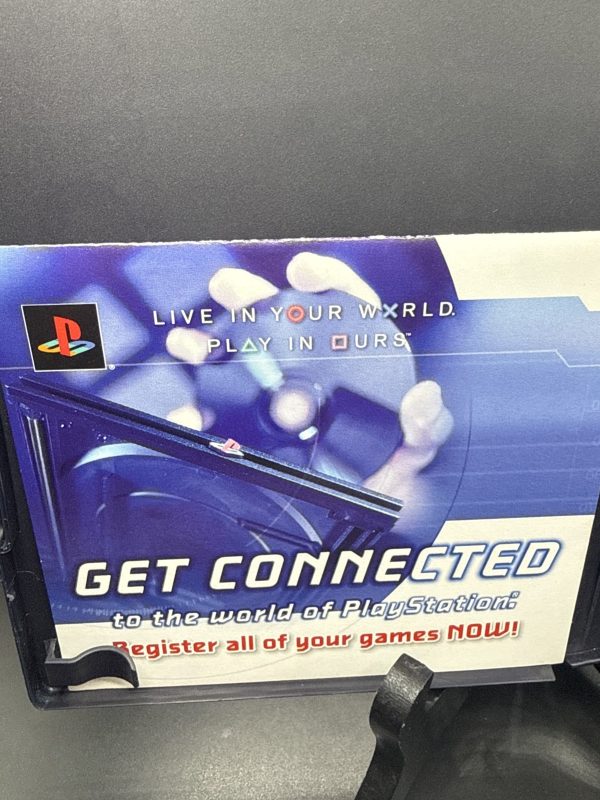 LIVE IN YOUR WXRLD.
PLAY IN OURS™
GET CONNECTED
to the world of PlayStation®.
Register all of your games NOW!